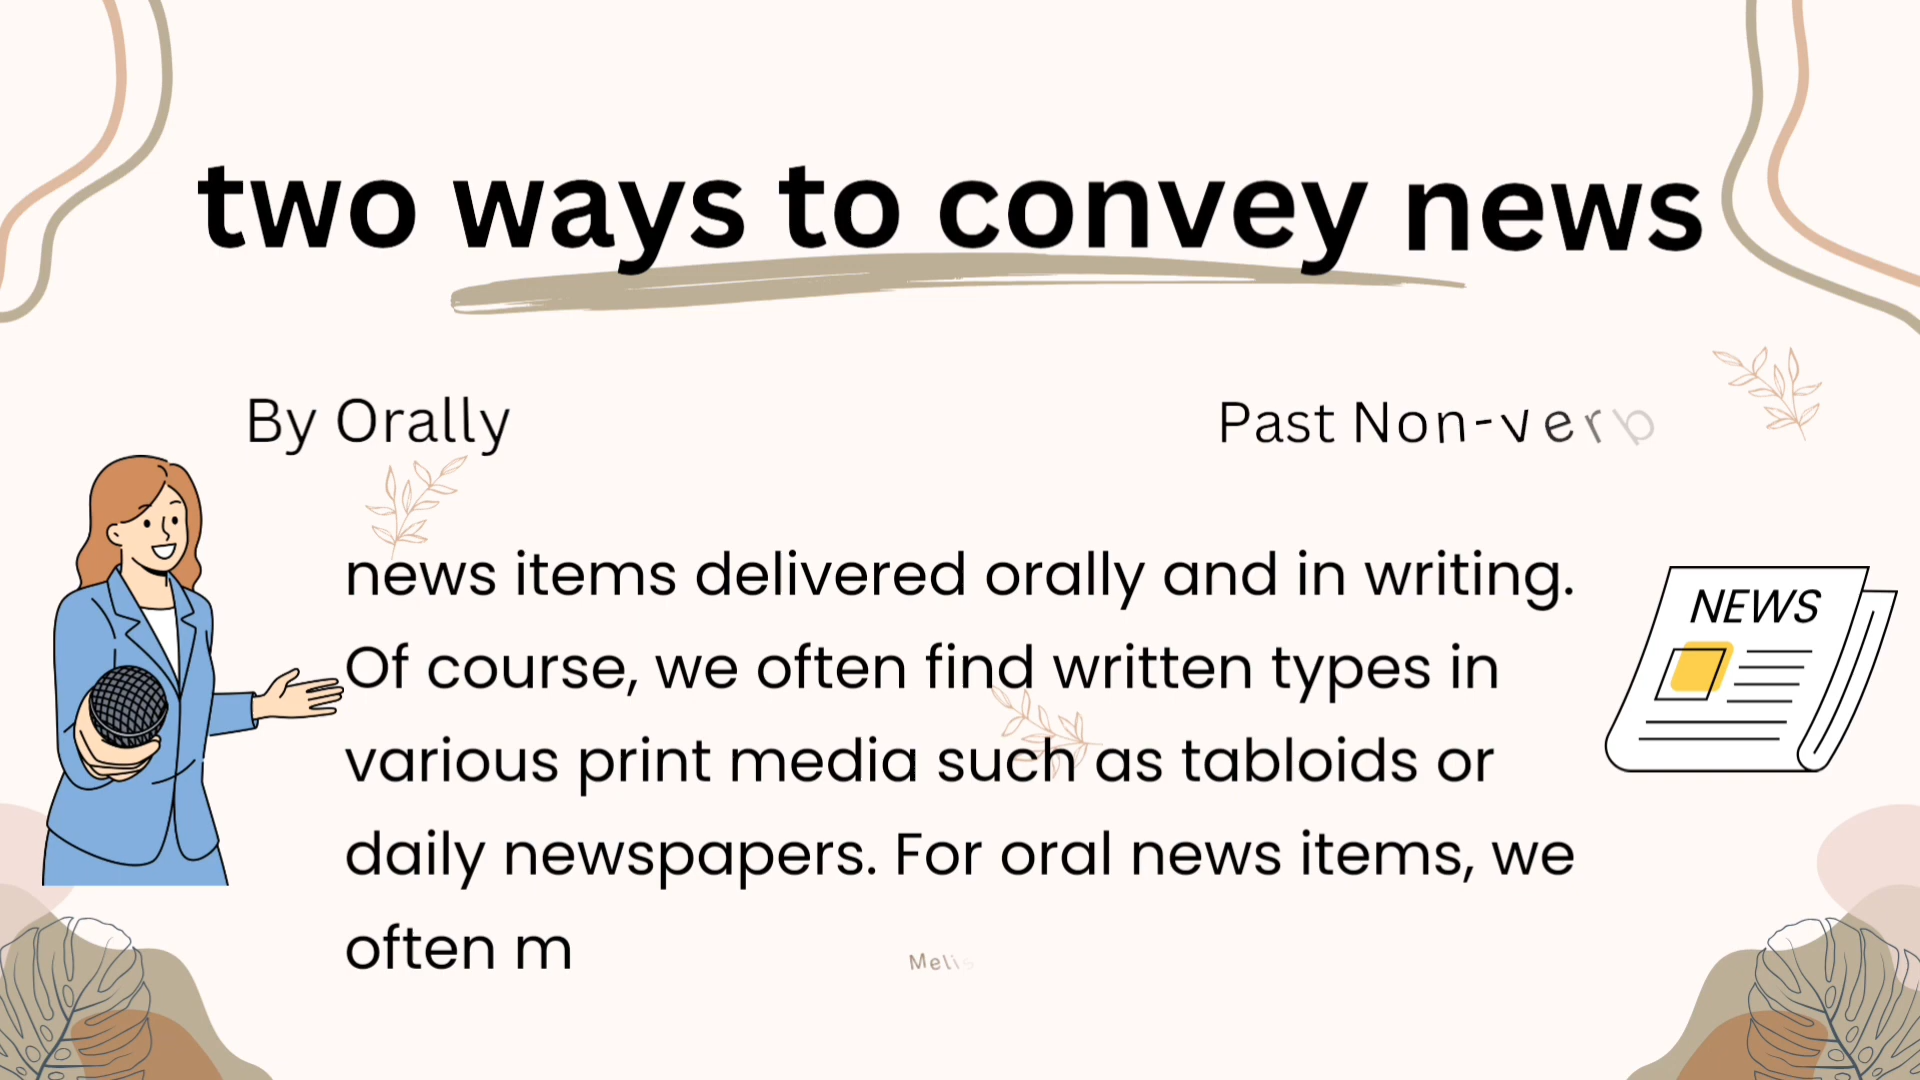 two ways to convey news
By Orally
Past Non-verb
news items delivered orally and in writing.
Of course, we often find written types in
various print media such as tabloids or
daily newspapers. For oral news items, we
often m
NEWS